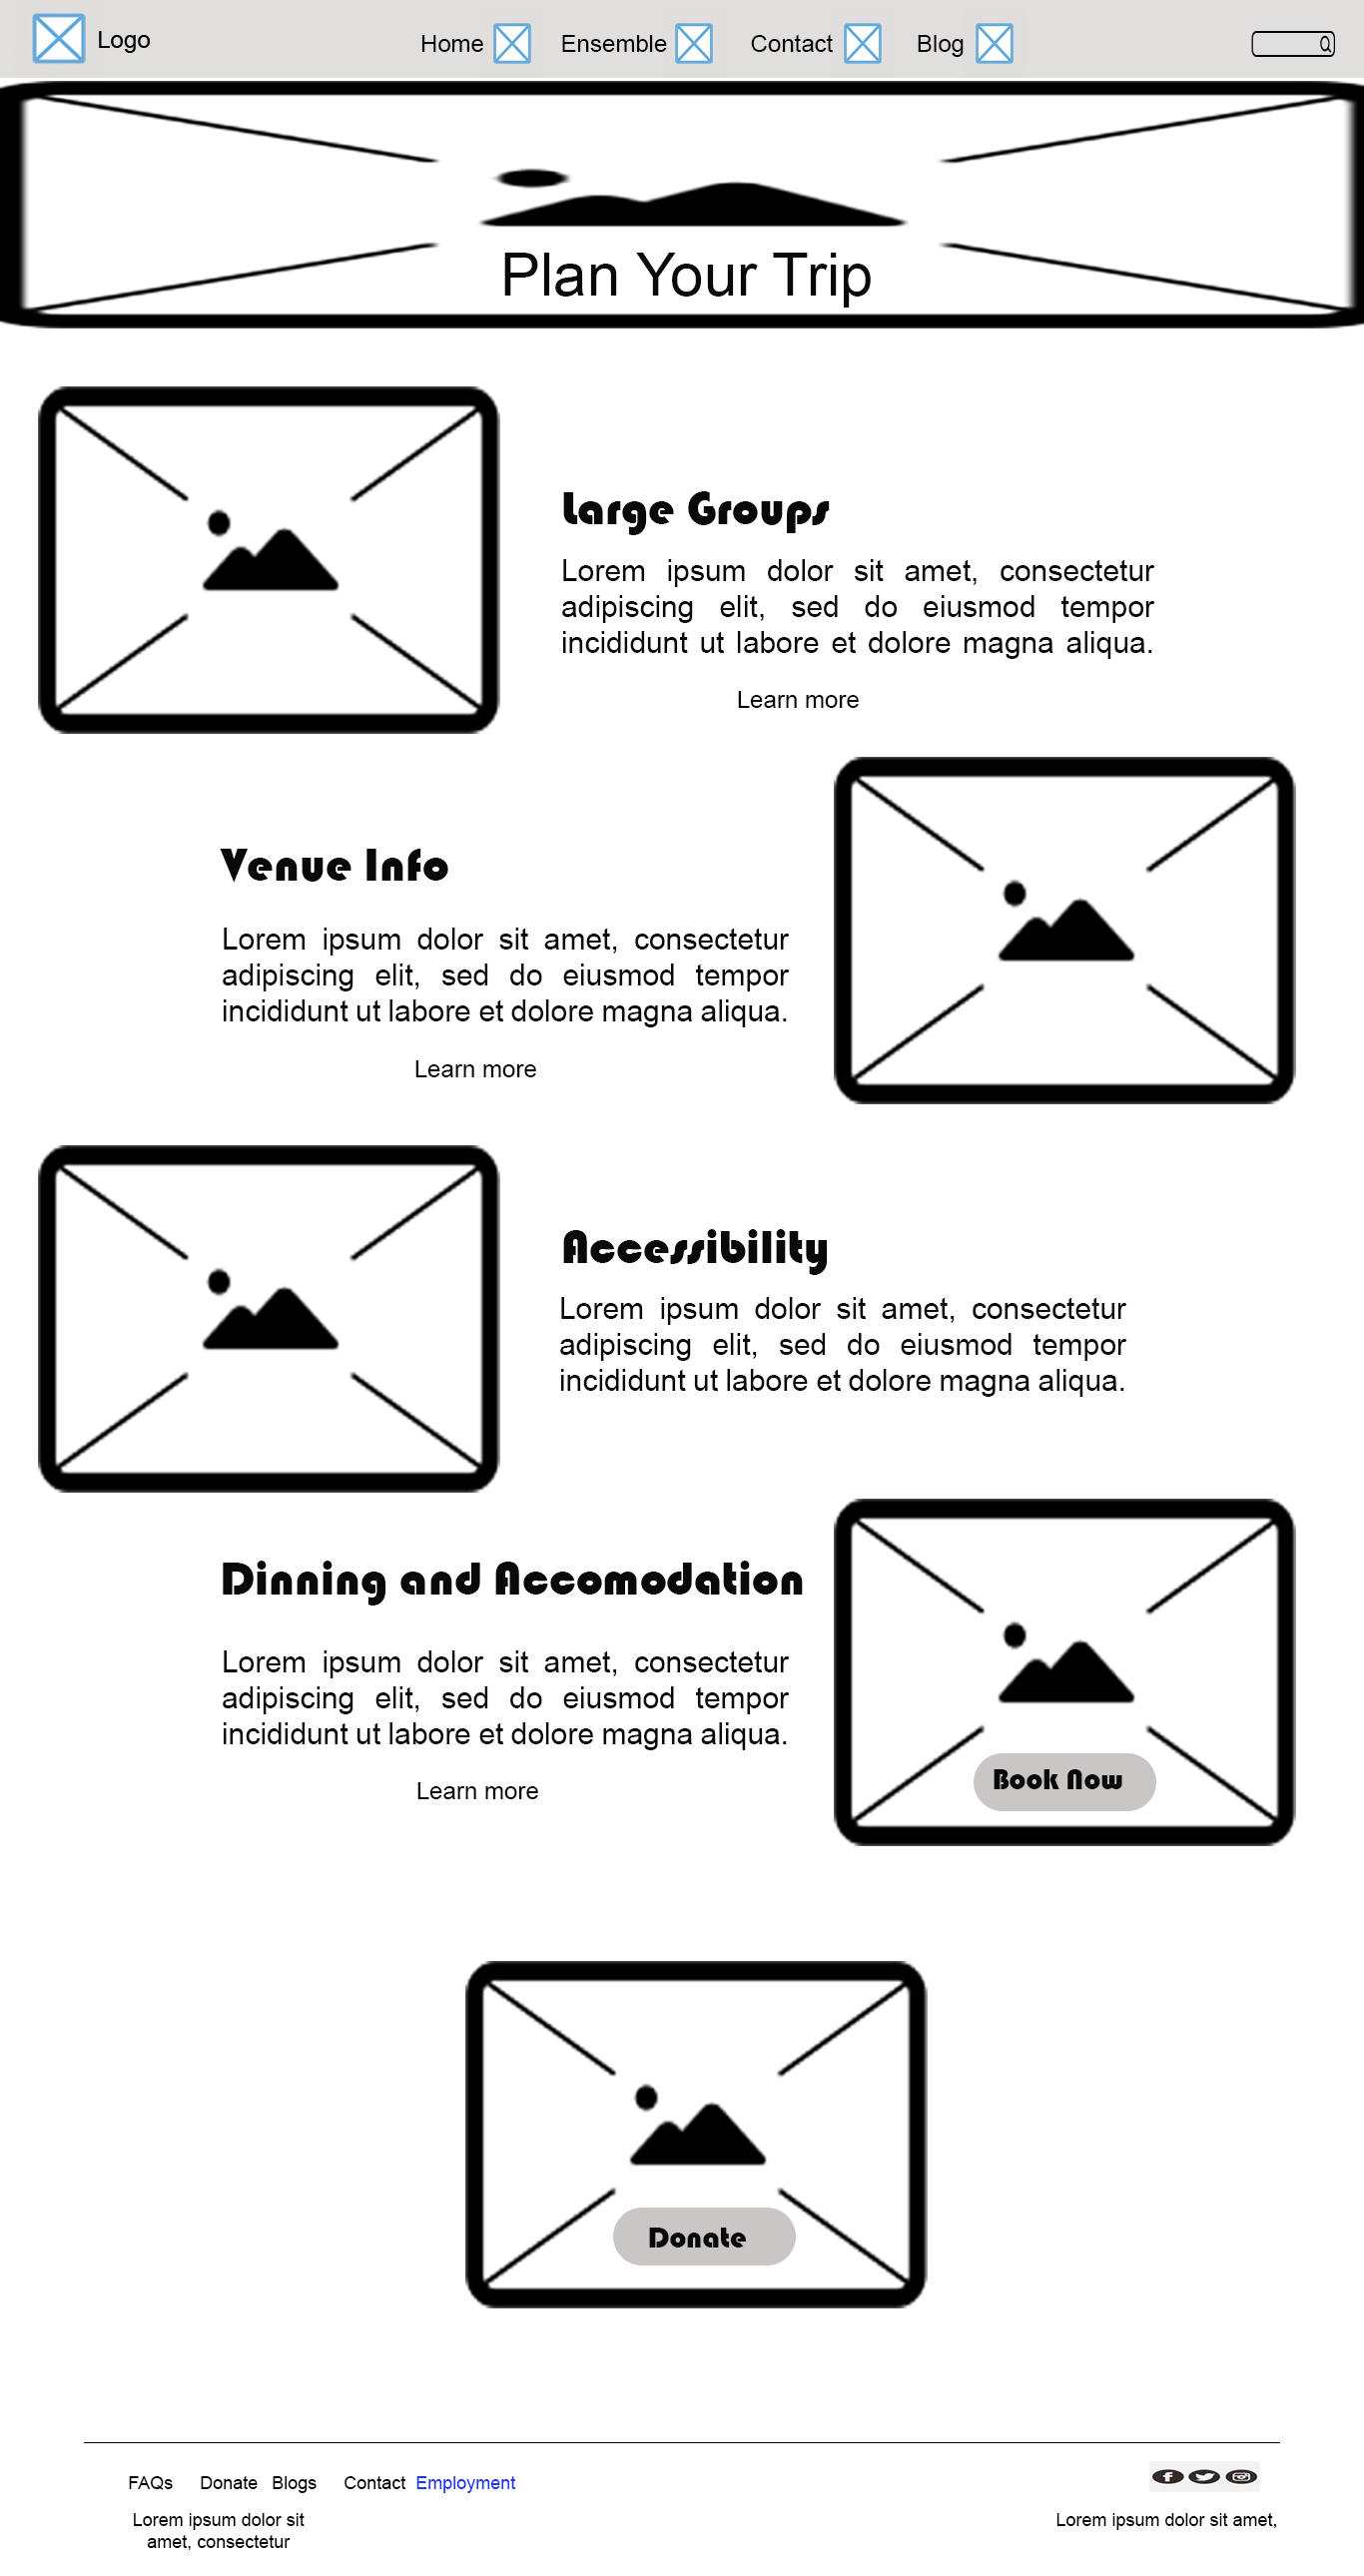 Logo
Home Ensemble Contact Blog
Plan Your Trip
Large Groups
Lorem ipsum dolor sit amet, consectetur
adipiscing elit, sed do eiusmod tempor
incididunt ut labore et dolore magna aliqua.
Learn more
Venue Info
Lorem ipsum dolor sit amet, consectetur
adipiscing elit, sed do eiusmod tempor
incididunt ut labore et dolore magna aliqua.
Learn more
Accessibility
Lorem ipsum dolor sit amet, consectetur
adipiscing elit, sed do eiusmod tempor
incididunt ut labore et dolore magna aliqua.
Dinning and Accomodation
Lorem ipsum dolor sit amet, consectetur
adipiscing elit, sed do eiusmod tempor
incididunt ut labore et dolore magna aliqua.
Learn more
Book Now
Donate
FAQs Donate Blogs Contact Employment
Lorem ipsum dolor sit
amet, consectetur
Lorem ipsum dolor sit amet,